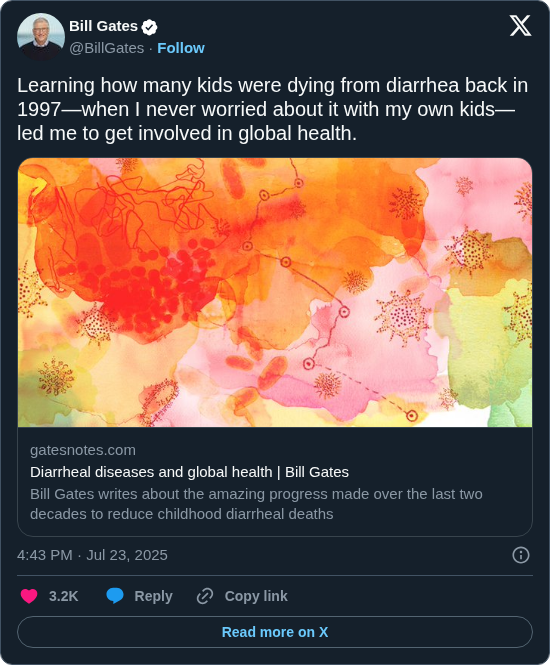 Bill Gates
@BillGates · Follow
Learning how many kids were dying from diarrhea back in
1997—when I never worried about it with my own kids—
led me to get involved in global health.
gatesnotes.com
Diarrheal diseases and global health | Bill Gates
Bill Gates writes about the amazing progress made over the last two
decades to reduce childhood diarrheal deaths
4:43 PM · Jul 23, 2025
3.2K Reply Copy link
Read more on X